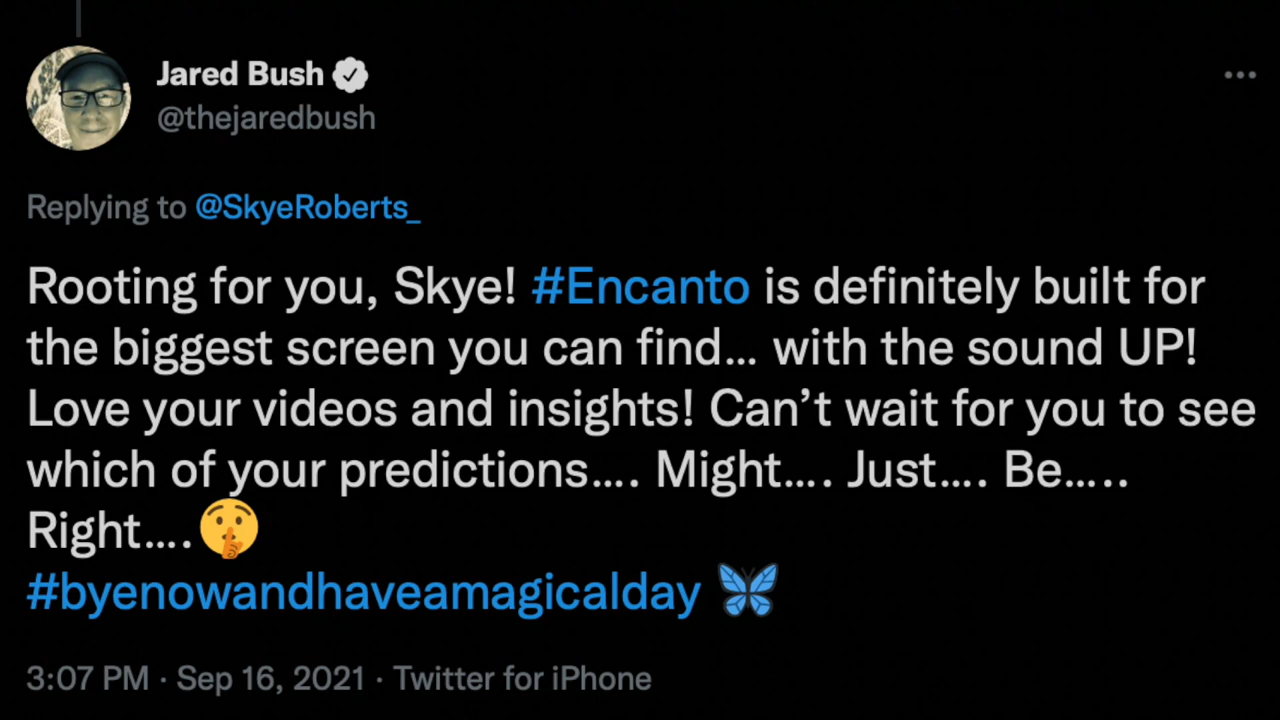 Jared Bush
@thejaredbush
Replying to @SkyeRoberts_
Rooting for you, Skye! #Encanto is definitely built for
the biggest screen you can find... with the sound UP!
Love your videos and insights! Can’t wait for you to see
which of your predictions.... Might.... Just.... Be.....
Right....🤫
#byenowandhaveamagicalday 🦋
3:07 PM · Sep 16, 2021 · Twitter for iPhone